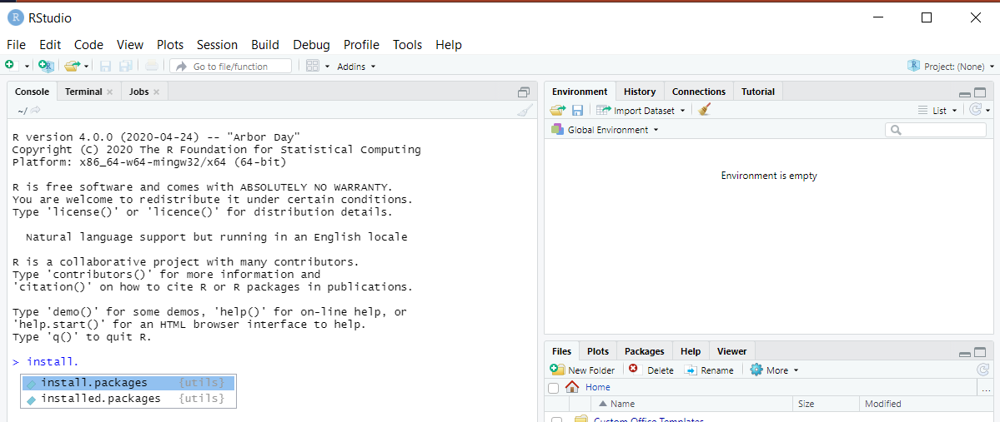 RStudio
File Edit Code View Plots Session Build Debug Profile Tools Help
Go to file/function Addins Project: (None)
Console Terminal Jobs
~/
R version 4.0.0 (2020-04-24) -- "Arbor Day"
Copyright (C) 2020 The R Foundation for Statistical Computing
Platform: x86_64-w64-mingw32/x64 (64-bit)
R is free software and comes with ABSOLUTELY NO WARRANTY.
You are welcome to redistribute it under certain conditions.
Type 'license()' or 'licence()' for distribution details.
Natural language support but running in an English locale
R is a collaborative project with many contributors.
Type 'contributors()' for more information and
'citation()' on how to cite R or R packages in publications.
Type 'demo()' for some demos, 'help()' for on-line help, or
'help.start()' for an HTML browser interface to help.
Type 'q()' to quit R.
> install.
install.packages {utils}
installed.packages {utils}
Environment History Connections Tutorial
Import Dataset List
Global Environment
Environment is empty
Files Plots Packages Help Viewer
New Folder Delete Rename More
Home ...
Name Size Modified
Custom Office Templates